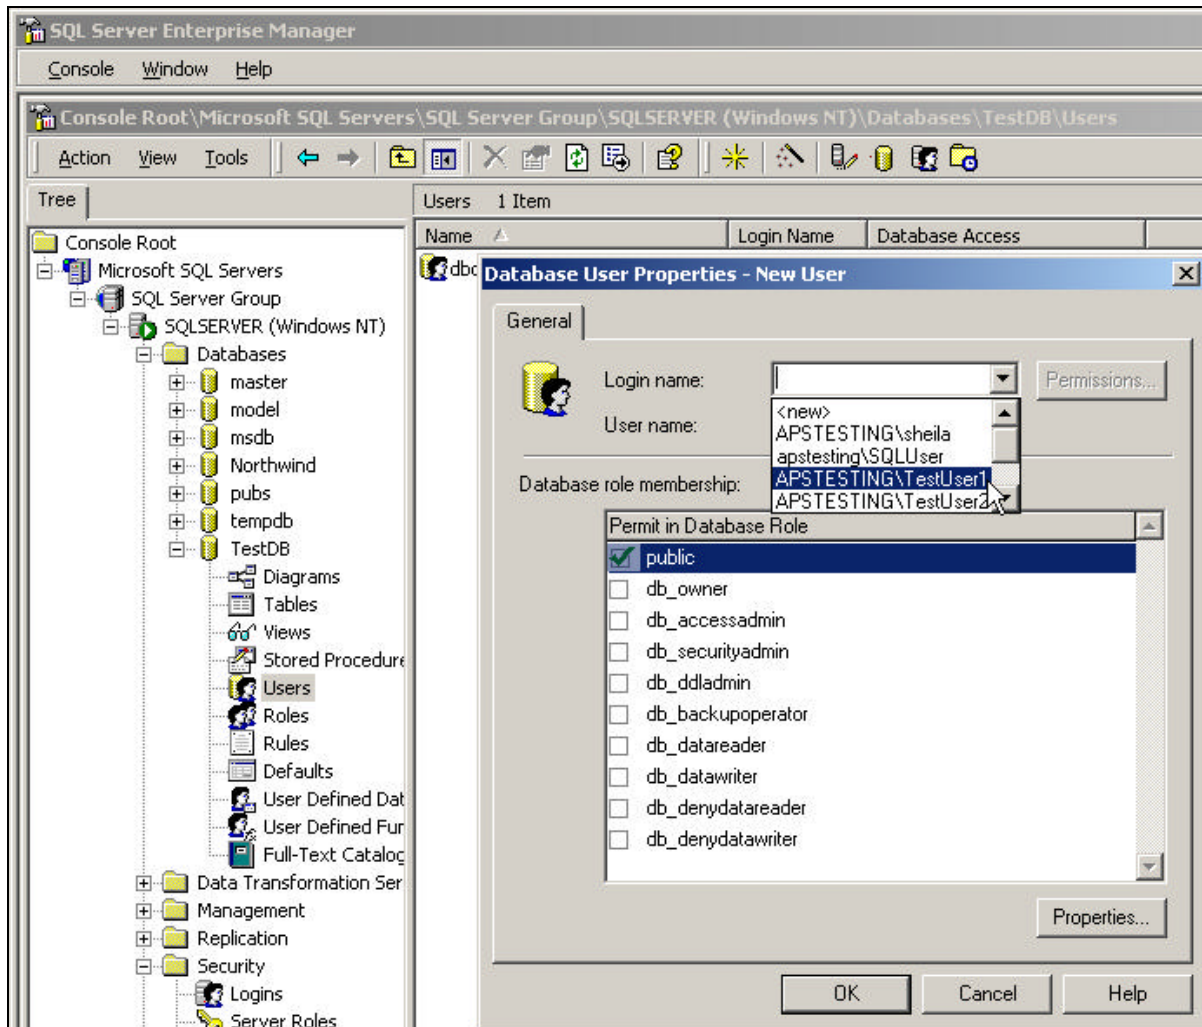 SQL Server Enterprise Manager
Console Window Help
Console Root\Microsoft SQL Servers\SQL Server Group\SQLSERVER (Windows NT)\Databases\TestDB\Users
Action View Tools
Tree
Users 1 Item
Console Root
Microsoft SQL Servers
SQL Server Group
SQLSERVER (Windows NT)
Databases
master
model
msdb
Northwind
pubs
tempdb
TestDB
Diagrams
Tables
Views
Stored Procedure
Users
Roles
Rules
Defaults
User Defined Dat
User Defined Fun
Full-Text Catalog
Data Transformation Ser
Management
Replication
Security
Logins
Server Roles
Name Login Name Database Access
dbo
Database User Properties - New User
General
Login name:
Permissions...
<new>
APSTESTING\sheila
apstesting\SQLUser
APSTESTING\TestUser1
APSTESTING\TestUser2
User name:
Database role membership:
Permit in Database Role
public
db_owner
db_accessadmin
db_securityadmin
db_ddladmin
db_backupoperator
db_datareader
db_datawriter
db_denydatareader
db_denydatawriter
Properties...
OK Cancel Help